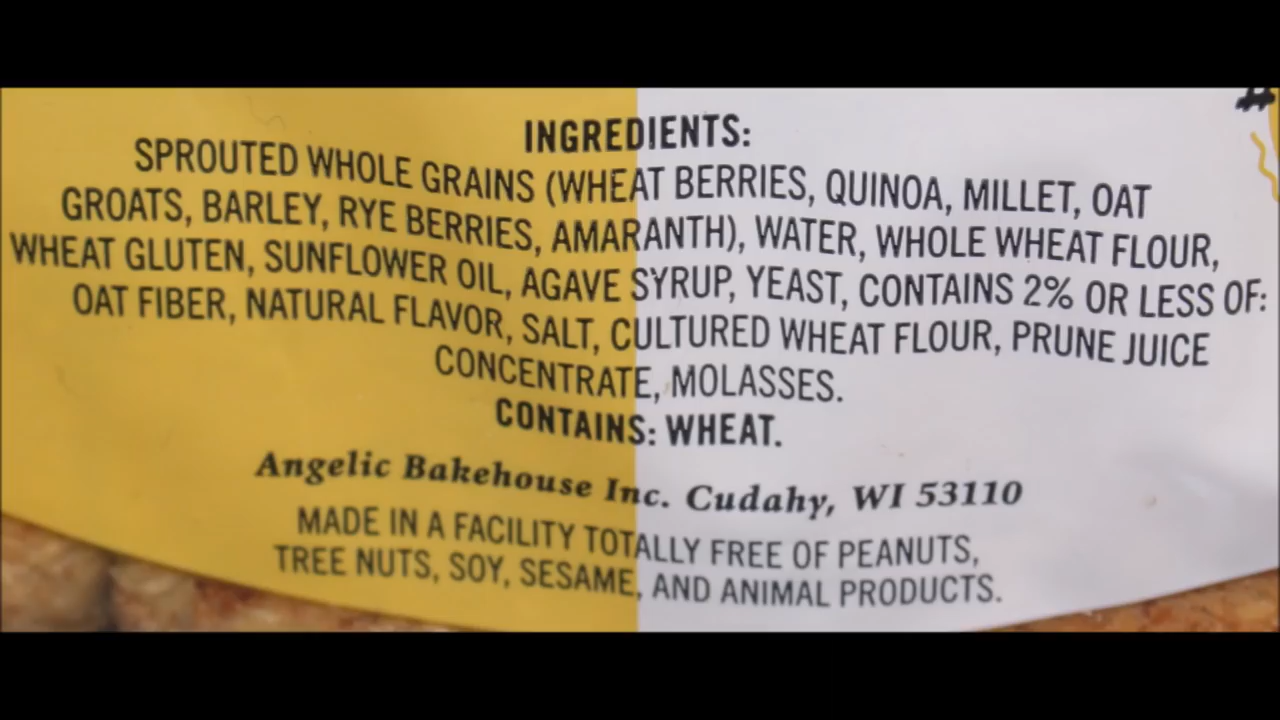 INGREDIENTS:
SPROUTED WHOLE GRAINS (WHEAT BERRIES, QUINOA, MILLET, OAT
GROATS, BARLEY, RYE BERRIES, AMARANTH), WATER, WHOLE WHEAT FLOUR,
WHEAT GLUTEN, SUNFLOWER OIL, AGAVE SYRUP, YEAST, CONTAINS 2% OR LESS OF:
OAT FIBER, NATURAL FLAVOR, SALT, CULTURED WHEAT FLOUR, PRUNE JUICE
CONCENTRATE, MOLASSES.
CONTAINS: WHEAT.
Angelic Bakehouse Inc. Cudahy, WI 53110
MADE IN A FACILITY TOTALLY FREE OF PEANUTS,
TREE NUTS, SOY, SESAME, AND ANIMAL PRODUCTS.